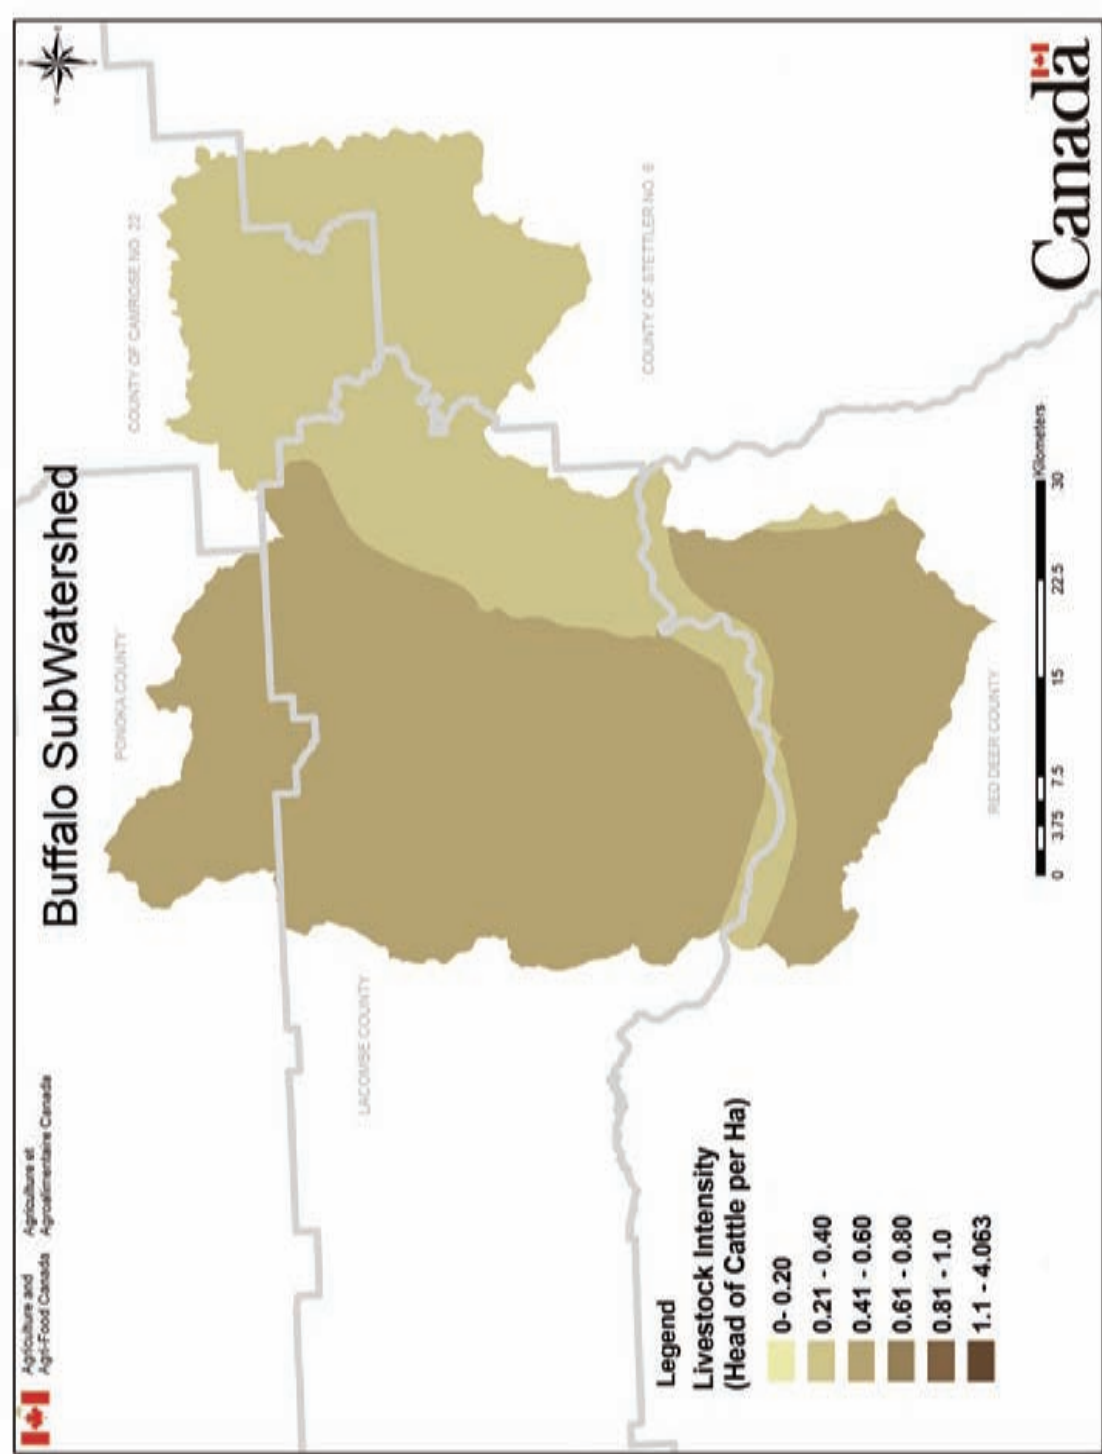 Agriculture and
Agri-Food Canada
Agriculture et
Agroalimentaire Canada
Buffalo SubWatershed
COUNTY OF CAMROSE NO. 22
PONOKA COUNTY
LACOMBE COUNTY
COUNTY OF STETTLER NO. 6
RED DEER COUNTY
Legend
Livestock Intensity
(Head of Cattle per Ha)
0- 0.20
0.21 - 0.40
0.41 - 0.60
0.61 - 0.80
0.81 - 1.0
1.1 - 4.063
0 3.75 7.5 15 22.5 30
Kilometers
Canada